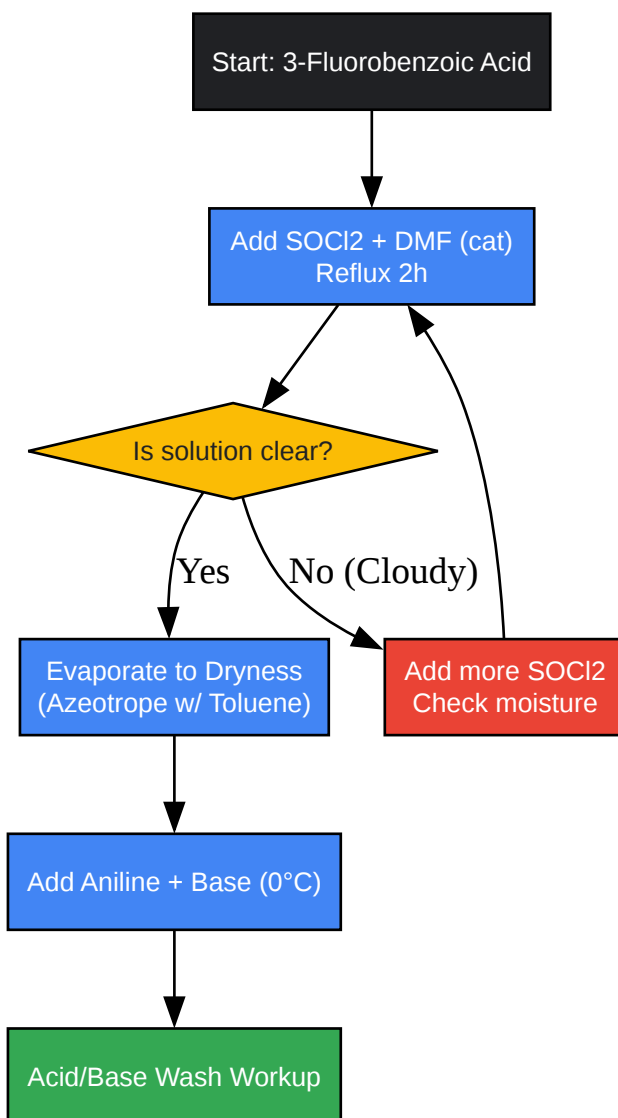 Start: 3-Fluorobenzoic Acid
Add SOCl2 + DMF (cat)
Reflux 2h
Is solution clear?
Yes
No (Cloudy)
Evaporate to Dryness
(Azeotrope w/ Toluene)
Add more SOCl2
Check moisture
Add Aniline + Base (0°C)
Acid/Base Wash Workup